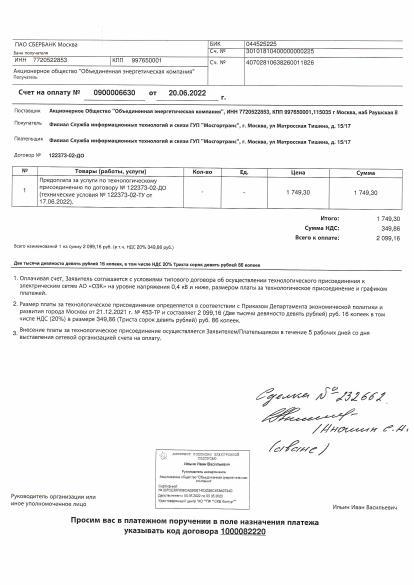 ПАО СБЕРБАНК Москва БИК 044525225
Банк получателя Сч. № 30101810400000000225
ИНН 7720522853 КПП 997650001 Сч. № 40702810638260011826
Акционерное общество "Объединенная энергетическая компания"
Получатель
Счет на оплату № 0900006630 от 20.06.2022 г.
Поставщик Акционерное Общество "Объединенная энергетическая компания", ИНН 7720522853, КПП 997650001,115035 г Москва, наб Раушская 8
Покупатель Филиал Служба информационных технологий и связи ГУП "Мосгортранс", г. Москва, ул Матросская Тишина, д. 15/17
Плательщик Филиал Служба информационных технологий и связи ГУП "Мосгортранс", г. Москва, ул Матросская Тишина, д. 15/17
Договор № 122373-02-ДО
№ Товары (работы, услуги) Кол-во Ед. Цена Сумма
1 Предоплата за услуги по технологическому - - 1 749,30 1 749,30
присоединению по договору № 122373-02-ДО
(технические условия № 122373-02-ТУ от
17.06.2022).
Итого: 1 749,30
Сумма НДС: 349,86
Всего к оплате: 2 099,16
Всего наименований 1 на сумму 2 099,16 руб. (в т.ч. НДС 20% 349,86 руб.)
Две тысячи девяносто девять рублей 16 копеек, в том числе НДС 20% Триста сорок девять рублей 86 копеек
1. Оплачивая счет, Заявитель соглашается с условиями типового договора об осуществлении технологического присоединения к
электрическим сетям АО «ОЭК» на уровне напряжения 0,4 кВ и ниже, размером платы за технологическое присоединение и графиком
платежей.
2. Размер платы за технологическое присоединение определяется в соответствии с Приказом Департамента экономической политики и
развития города Москвы от 21.12.2021 г. № 453-ТР и составляет 2 099,16 (Две тысячи девяносто девять рублей) руб. 16 копеек в том
числе НДС (20%) в размере 349,86 (Триста сорок девять рублей) руб. 86 копеек.
3. Внесение платы за технологическое присоединение осуществляется Заявителем/Плательщиком в течение 5 рабочих дней со дня
выставления сетевой организацией счета на оплату.
Сделка № 232662
(аванс)
ДОКУМЕНТ ПОДПИСАН ЭЛЕКТРОННОЙ
ПОДПИСЬЮ
Ильин Иван Васильевич
Руководитель организации или
иное уполномоченное лицо Ильин Иван Васильевич
Просим вас в платежном поручении в поле назначения платежа
указывать код договора 1000082220